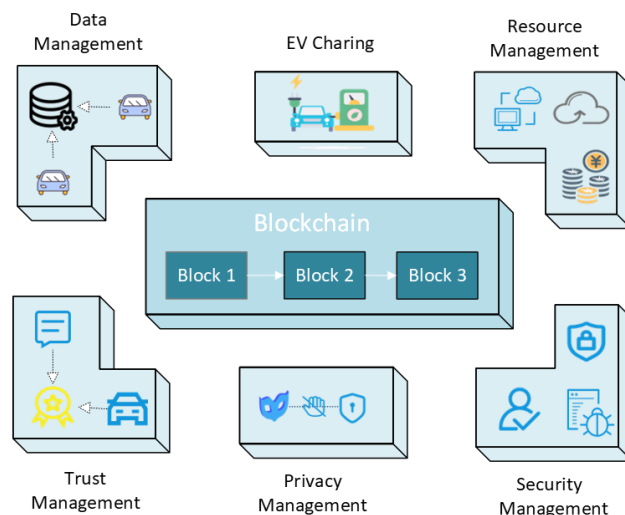 Data
Management
EV Charing
Resource
Management
¥
Blockchain
Block 1
Block 2
Block 3
Trust
Management
Privacy
Management
Security
Management